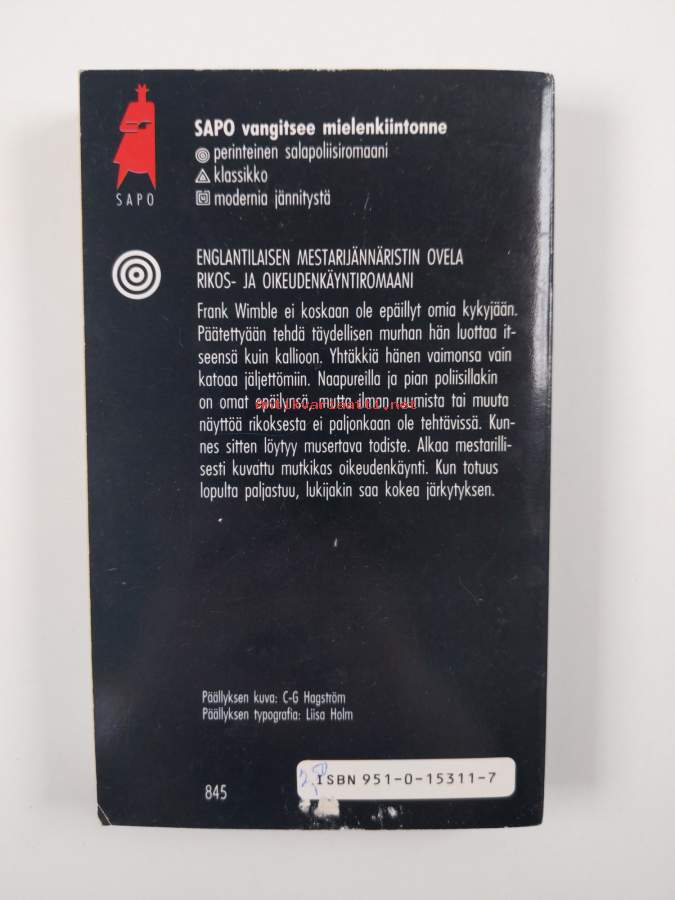 SAPO vangitsee mielenkiintonne
perinteinen salapoliisiromaani
klassikko
modernia jännitystä
SAPO
ENGLANTILAISEN MESTARIJÄNNÄRISTIN OVELA
RIKOS- JA OIKEUDENKÄYNTIROMAANI
Frank Wimble ei koskaan ole epäillyt omia kykyjään.
Päätettyään tehdä täydellisen murhan hän luottaa it-
seensä kuin kallioon. Yhtäkkiä hänen vaimonsa vain
katoaa jäljettömiin. Naapureilla ja pian poliisillakin
on omat epäilynsä, mutta ilman ruumista tai muuta
näyttöä rikoksesta ei paljonkaan ole tehtävissä. Kun-
nes sitten löytyy musertava todiste. Alkaa mestarilli-
sesti kuvattu mutkikas oikeudenkäynti. Kun totuus
lopulta paljastuu, lukijakin saa kokea järkytyksen.
Päällyksen kuva: C-G Hagström
Päällyksen typografia: Liisa Holm
845
ISBN 951-0-15311-7